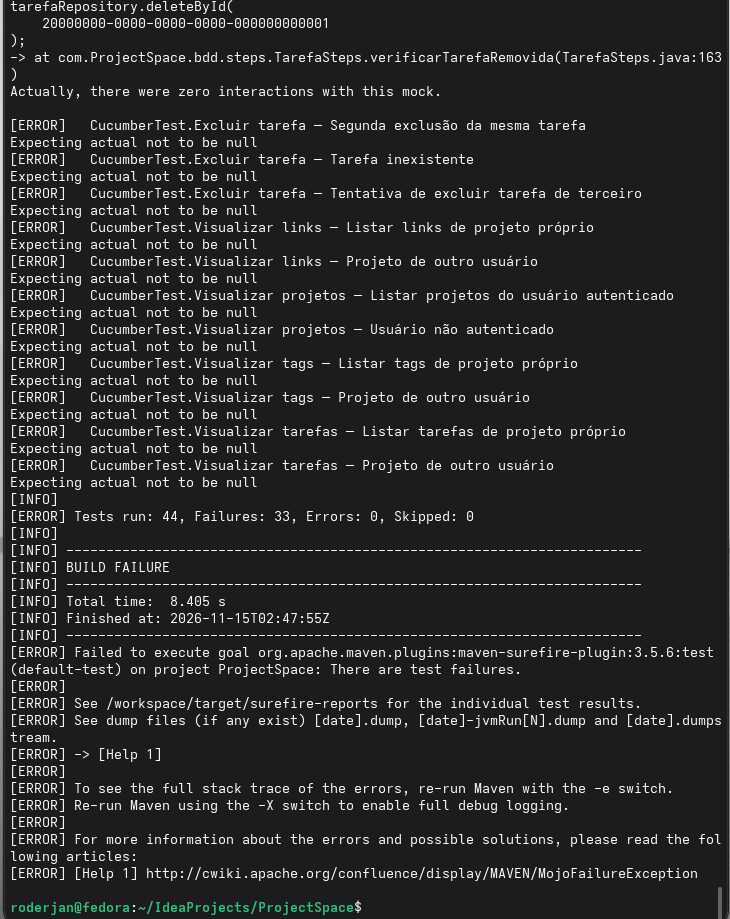 tarefaRepository.deleteById(
    20000000-0000-0000-0000-000000000001
);
-> at com.ProjectSpace.bdd.steps.TarefaSteps.verificarTarefaRemovida(TarefaSteps.java:163
)
Actually, there were zero interactions with this mock.

[ERROR]   CucumberTest.Excluir tarefa – Segunda exclusão da mesma tarefa
Expecting actual not to be null
[ERROR]   CucumberTest.Excluir tarefa – Tarefa inexistente
Expecting actual not to be null
[ERROR]   CucumberTest.Excluir tarefa – Tentativa de excluir tarefa de terceiro
Expecting actual not to be null
[ERROR]   CucumberTest.Visualizar links – Listar links de projeto próprio
Expecting actual not to be null
[ERROR]   CucumberTest.Visualizar links – Projeto de outro usuário
Expecting actual not to be null
[ERROR]   CucumberTest.Visualizar projetos – Listar projetos do usuário autenticado
Expecting actual not to be null
[ERROR]   CucumberTest.Visualizar projetos – Usuário não autenticado
Expecting actual not to be null
[ERROR]   CucumberTest.Visualizar tags – Listar tags de projeto próprio
Expecting actual not to be null
[ERROR]   CucumberTest.Visualizar tags – Projeto de outro usuário
Expecting actual not to be null
[ERROR]   CucumberTest.Visualizar tarefas – Listar tarefas de projeto próprio
Expecting actual not to be null
[ERROR]   CucumberTest.Visualizar tarefas – Projeto de outro usuário
Expecting actual not to be null
[INFO]
[ERROR] Tests run: 44, Failures: 33, Errors: 0, Skipped: 0
[INFO]
[INFO] ------------------------------------------------------------------------
[INFO] BUILD FAILURE
[INFO] ------------------------------------------------------------------------
[INFO] Total time:  8.405 s
[INFO] Finished at: 2026-11-15T02:47:55Z
[INFO] ------------------------------------------------------------------------
[ERROR] Failed to execute goal org.apache.maven.plugins:maven-surefire-plugin:3.5.6:test
(default-test) on project ProjectSpace: There are test failures.
[ERROR]
[ERROR] See /workspace/target/surefire-reports for the individual test results.
[ERROR] See dump files (if any exist) [date].dump, [date]-jvmRun[N].dump and [date].dumps
tream.
[ERROR] -> [Help 1]
[ERROR]
[ERROR] To see the full stack trace of the errors, re-run Maven with the -e switch.
[ERROR] Re-run Maven using the -X switch to enable full debug logging.
[ERROR]
[ERROR] For more information about the errors and possible solutions, please read the fol
lowing articles:
[ERROR] [Help 1] http://cwiki.apache.org/confluence/display/MAVEN/MojoFailureException

roderjan@fedora:~/IdeaProjects/ProjectSpace$